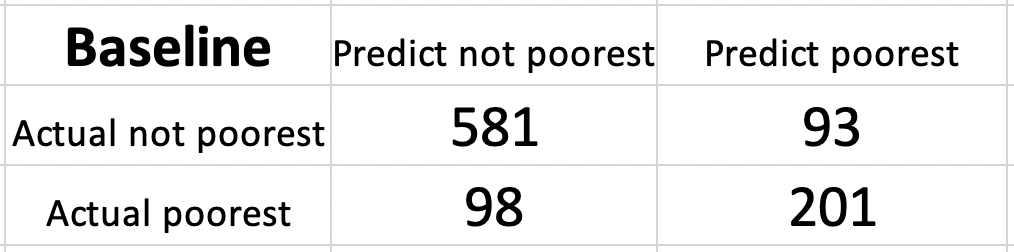 Baseline Predict not poorest Predict poorest
Actual not poorest 581 93
Actual poorest 98 201